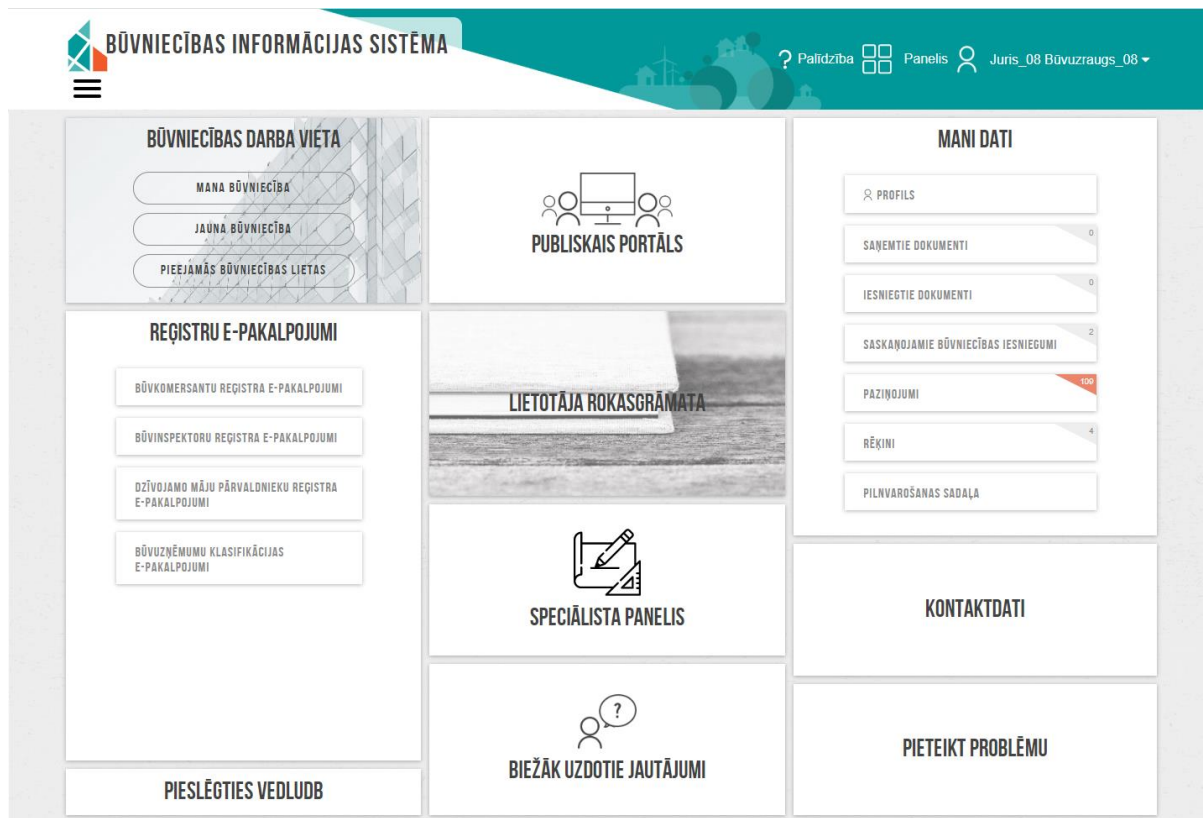 BŪVNIECĪBAS INFORMĀCIJAS SISTĒMA
? Palīdzība Panelis Juris_08 Būvuzraugs_08
BŪVNIECĪBAS DARBA VIETA
MANA BŪVNIECĪBA
JAUNA BŪVNIECĪBA
PIEEJAMĀS BŪVNIECĪBAS LIETAS
REĢISTRU E-PAKALPOJUMI
BŪVKOMERSANTU REĢISTRA E-PAKALPOJUMI
BŪVINSPEKTORU REĢISTRA E-PAKALPOJUMI
DZĪVOJAMO MĀJU PĀRVALDNIEKU REĢISTRA
E-PAKALPOJUMI
BŪVUZŅĒMUMU KLASIFIKĀCIJAS
E-PAKALPOJUMI
PIESLĒGTIES VEDLUDB
PUBLISKAIS PORTĀLS
LIETOTĀJA ROKASGRĀMATA
SPECIĀLISTA PANELIS
?
BIEŽĀK UZDOTIE JAUTĀJUMI
MANI DATI
PROFILS
SAŅEMTIE DOKUMENTI 0
IESNIEGTIE DOKUMENTI 0
SASKAŅOJAMIE BŪVNIECĪBAS IESNIEGUMI 2
PAZIŅOJUMI 100
RĒĶINI 4
PILNVAROŠANAS SADAĻA
KONTAKTDATI
PIETEIKT PROBLĒMU